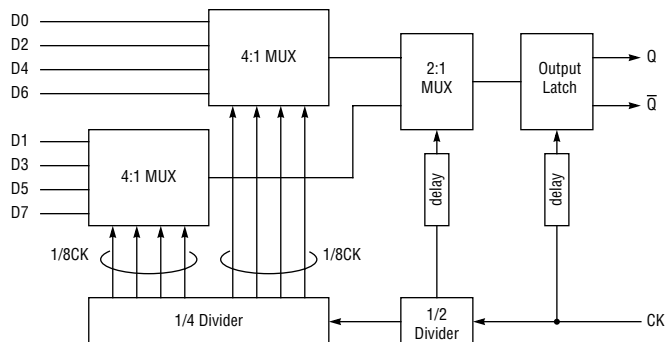 D0
D2
D4
D6
4:1 MUX
2:1
MUX
Output
Latch
Q
Q̅
D1
D3
D5
D7
4:1 MUX
delay
delay
1/8CK
1/8CK
1/4 Divider
1/2
Divider
CK